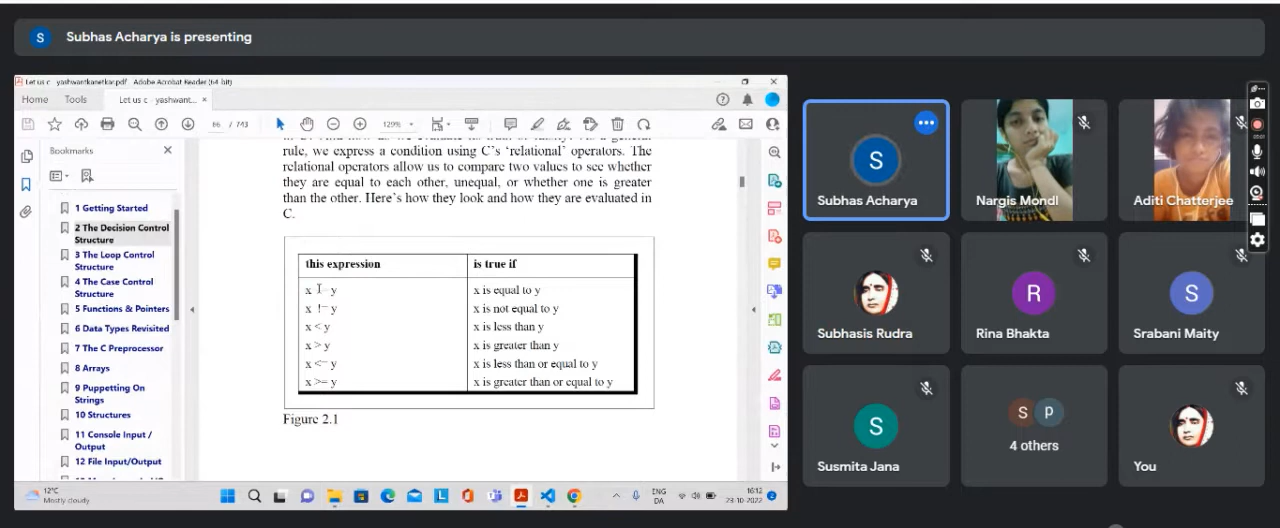 S Subhas Acharya is presenting
Let us c - yashwantkanetkar.pdf - Adobe Acrobat Reader (64-bit)
Home Tools Let us c - yashwant... ×
66 / 743 129%
Bookmarks
1 Getting Started
2 The Decision Control
Structure
3 The Loop Control
Structure
4 The Case Control
Structure
5 Functions & Pointers
6 Data Types Revisited
7 The C Preprocessor
8 Arrays
9 Puppetting On
Strings
10 Structures
11 Console Input /
Output
12 File Input/Output
rule, we express a condition using C's 'relational' operators. The
relational operators allow us to compare two values to see whether
they are equal to each other, unequal, or whether one is greater
than the other. Here's how they look and how they are evaluated in
C.
this expression is true if
x = y x is equal to y
x != y x is not equal to y
x < y x is less than y
x > y x is greater than y
x <= y x is less than or equal to y
x >= y x is greater than or equal to y
Figure 2.1
12°C
Mostly cloudy
ENG
DA
16:12
23-10-2022
S
Subhas Acharya
Nargis Mondl
Aditi Chatterjee
Subhasis Rudra
R
Rina Bhakta
S
Srabani Maity
S
Susmita Jana
S P
4 others
You